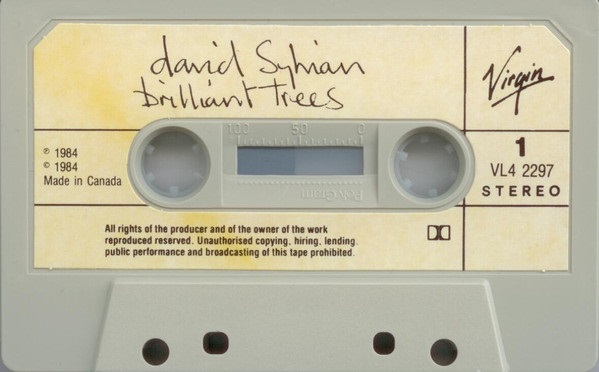 david Sylvian
brilliant trees
Virgin
℗ 1984
© 1984
Made in Canada
100 50 0
PolyGram
1
VL4 2297
STEREO
All rights of the producer and of the owner of the work
reproduced reserved. Unauthorised copying, hiring, lending
public performance and broadcasting of this tape prohibited.